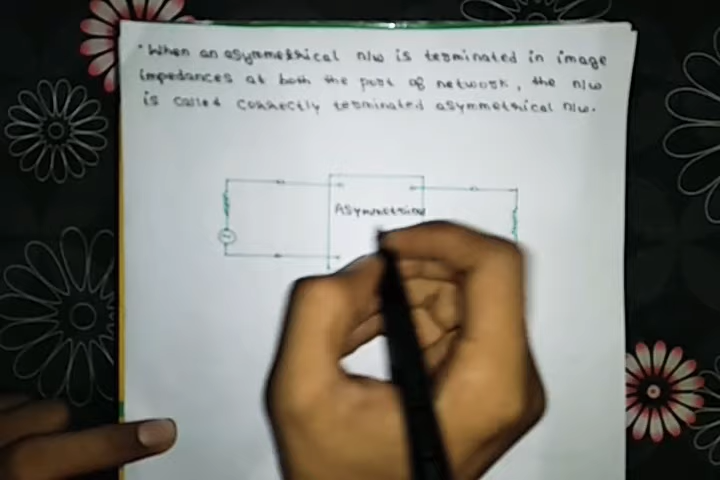 • When an asymmetrical n/w is terminated in image
impedances at both the port of network, the n/w
is called correctly terminated asymmetrical n/w.
Asymmetrical